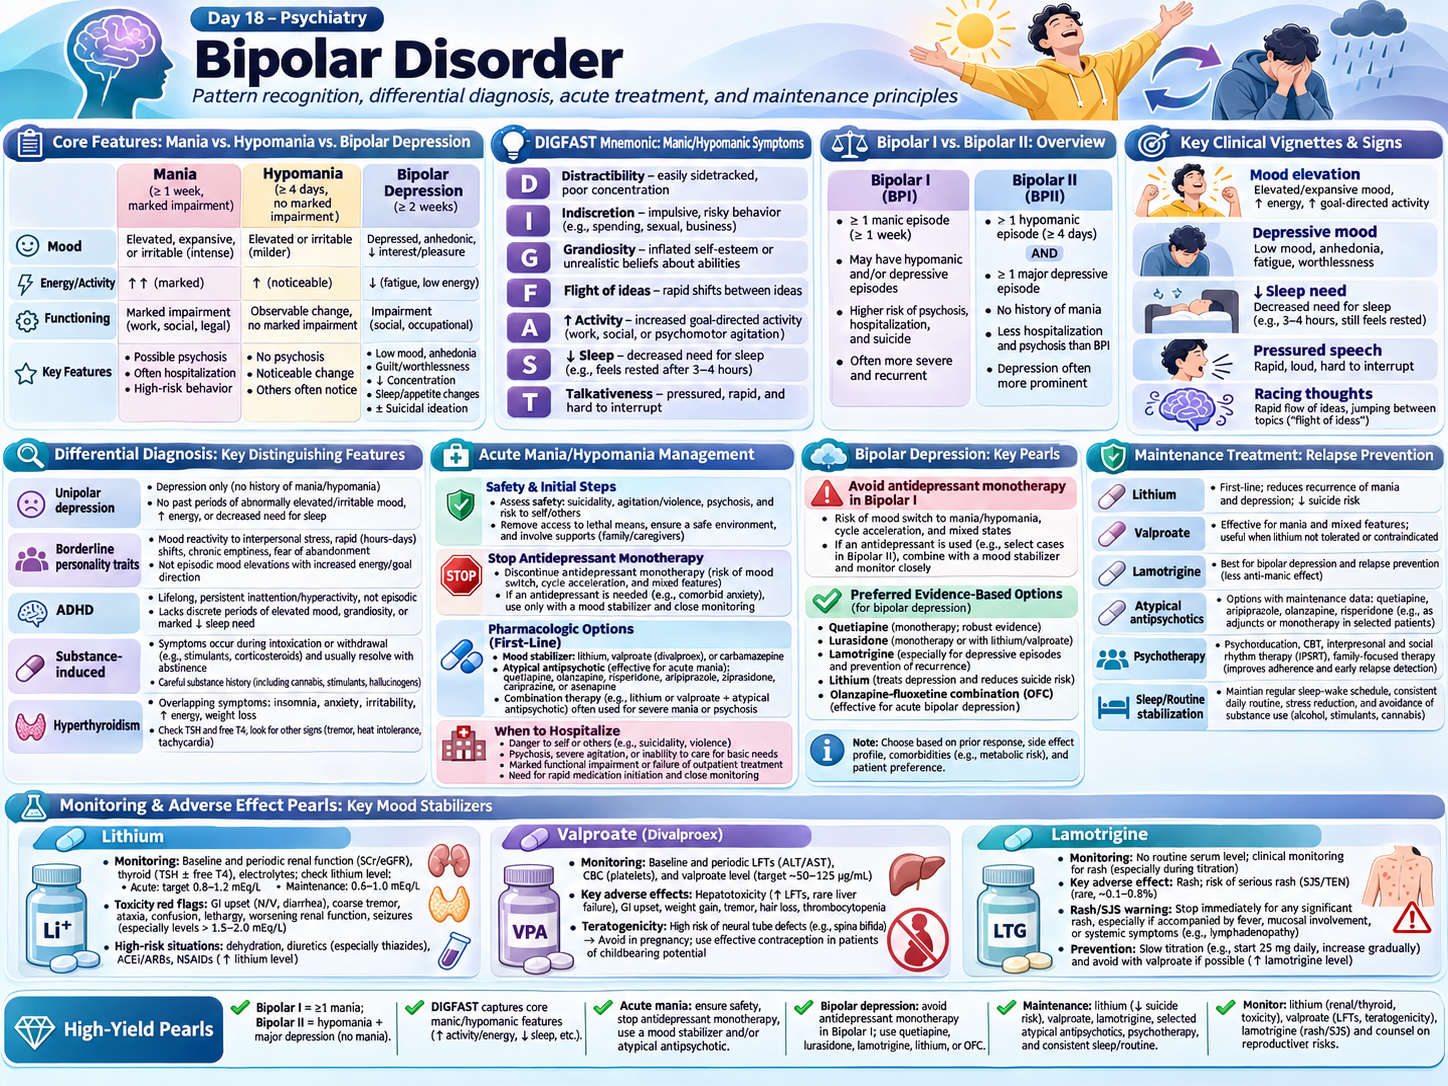 Day 18 – Psychiatry
Bipolar Disorder
Pattern recognition, differential diagnosis, acute treatment, and maintenance principles
Core Features: Mania vs. Hypomania vs. Bipolar Depression
Mania
(≥ 1 week,
marked impairment)
Hypomania
(≥ 4 days,
no marked
impairment)
Bipolar
Depression
(≥ 2 weeks)
Mood
Elevated, expansive,
or irritable (intense)
Elevated or irritable
(milder)
Depressed, anhedonic,
↓ interest/pleasure
Energy/Activity
↑↑ (marked)
↑ (noticeable)
↓ (fatigue, low energy)
Functioning
Marked impairment
(work, social, legal)
Observable change,
no marked impairment
Impairment
(social, occupational)
Key Features
• Possible psychosis
• Often hospitalization
• High-risk behavior
• No psychosis
• Noticeable change
• Others often notice
• Low mood, anhedonia
• Guilt/worthlessness
• ↓ Concentration
• Sleep/appetite changes
• ± Suicidal ideation
DIGFAST Mnemonic: Manic/Hypomanic Symptoms
D
Distractibility – easily sidetracked,
poor concentration
I
Indiscretion – impulsive, risky behavior
(e.g., spending, sexual, business)
G
Grandiosity – inflated self-esteem or
unrealistic beliefs about abilities
F
Flight of ideas – rapid shifts between ideas
A
↑ Activity – increased goal-directed activity
(work, social, or psychomotor agitation)
S
↓ Sleep – decreased need for sleep
(e.g., feels rested after 3–4 hours)
T
Talkativeness – pressured, rapid, and
hard to interrupt
Bipolar I vs. Bipolar II: Overview
Bipolar I
(BPI)
• ≥ 1 manic episode
(≥ 1 week)
• May have hypomanic
and/or depressive
episodes
• Higher risk of psychosis,
hospitalization,
and suicide
• Often more severe
and recurrent
Bipolar II
(BPII)
• ≥ 1 hypomanic
episode (≥ 4 days)
AND
• ≥ 1 major depressive
episode
• No history of mania
• Less hospitalization
and psychosis than BPI
• Depression often
more prominent
Key Clinical Vignettes & Signs
Mood elevation
Elevated/expansive mood,
↑ energy, ↑ goal-directed activity
Depressive mood
Low mood, anhedonia,
fatigue, worthlessness
↓ Sleep need
Decreased need for sleep
(e.g., 3–4 hours, still feels rested)
Pressured speech
Rapid, loud, hard to interrupt
Racing thoughts
Rapid flow of ideas, jumping between
topics ("flight of idess")
Differential Diagnosis: Key Distinguishing Features
Unipolar
depression
• Depression only (no history of mania/hypomania)
• No past periods of abnormally elevated/irritable mood,
↑ energy, or decreased need for sleep
Borderline
personality traits
• Mood reactivity to interpersonal stress, rapid (hours-days)
shifts, chronic emptiness, fear of abandonment
• Not episodic mood elevations with increased energy/goal
direction
ADHD
• Lifelong, persistent inattention/hyperactivity, not episodic
• Lacks discrete periods of elevated mood, grandiosity, or
marked ↓ sleep need
Substance-
induced
• Symptoms occur during intoxication or withdrawal
(e.g., stimulants, corticosteroids) and usually resolve with
abstinence
• Careful substance history (including cannabis, stimulants, hallucinogens)
Hyperthyroidism
• Overlapping symptoms: insomnia, anxiety, irritability,
↑ energy, weight loss
• Check TSH and free T4, look for other signs (tremor, heat intolerance,
tachycardia)
Acute Mania/Hypomania Management
Safety & Initial Steps
• Assess safety: suicidality, agitation/violence, psychosis, and
risk to self/others
• Remove access to lethal means, ensure a safe environment,
and involve supports (family/caregivers)
STOP
Stop Antidepressant Monotherapy
• Discontinue antidepressant monotherapy (risk of mood
switch, cycle acceleration, and mixed features)
• If an antidepressant is needed (e.g., comorbid anxiety),
use only with a mood stabilizer and close monitoring
Pharmacologic Options
(First-Line)
• Mood stabilizer: lithium, valproate (divalproex), or carbamazepine
• Atypical antipsychotic (effective for acute mania):
quetiapine, olanzapine, risperidone, aripiprazole, ziprasidone,
cariprazine, or asenapine
• Combination therapy (e.g., lithium or valproate + atypical
antipsychotic) often used for severe mania or psychosis
When to Hospitalize
• Danger to self or others (e.g., suicidality, violence)
• Psychosis, severe agitation, or inability to care for basic needs
• Marked functional impairment or failure of outpatient treatment
• Need for rapid medication initiation and close monitoring
Bipolar Depression: Key Pearls
Avoid antidepressant monotherapy
in Bipolar I
• Risk of mood switch to mania/hypomania,
cycle acceleration, and mixed states
• If an antidepressant is used (e.g., select cases
in Bipolar II), combine with a mood stabilizer
and monitor closely
Preferred Evidence-Based Options
(for bipolar depression)
• Quetiapine (monotherapy; robust evidence)
• Lurasidone (monotherapy or with lithium/valproate)
• Lamotrigine (especially for depressive episodes
and prevention of recurrence)
• Lithium (treats depression and reduces suicide risk)
• Olanzapine-fluoxetine combination (OFC)
(effective for acute bipolar depression)
Note: Choose based on prior response, side effect
profile, comorbidities (e.g., metabolic risk), and
patient preference.
Maintenance Treatment: Relapse Prevention
Lithium
• First-line; reduces recurrence of mania
and depression; ↓ suicide risk
Valproate
• Effective for mania and mixed features;
useful when lithium not tolerated or contraindicated
Lamotrigine
• Best for bipolar depression and relapse prevention
(less anti-manic effect)
Atypical
antipsychotics
• Options with maintenance data: quetiapine,
aripiprazole, olanzapine, risperidone (e.g., as
adjuncts or monotherapy in selected patients)
Psychotherapy
• Psychoducation, CBT, interpresonal and social
rhythm therapy (IPSRT), family-focused therapy
(improves adherence and early relapse detection)
Sleep/Routine
stabilization
• Maintian regular sleep-wake schedule, consistent
daily routine, stress reduction, and avoidance of
substance use (alcohol, stimulants, cannabis)
Monitoring & Adverse Effect Pearls: Key Mood Stabilizers
Lithium
Li⁺
• Monitoring: Baseline and periodic renal function (SCr/eGFR),
thyroid (TSH ± free T4), electrolytes; check lithium level:
• Acute: target 0.8–1.2 mEq/L • Maintenance: 0.6–1.0 mEq/L
• Toxicity red flags: GI upset (N/V, diarrhea), coarse tremor,
ataxia, confusion, lethargy, worsening renal function, seizures
(especially levels > 1.5–2.0 mEq/L)
• High-risk situations: dehydration, diuretics (especially thiazides),
ACEi/ARBs, NSAIDs (↑ lithium level)
Valproate (Divalproex)
VPA
• Monitoring: Baseline and periodic LFTs (ALT/AST),
CBC (platelets), and valproate level (target ~50–125 µg/mL)
• Key adverse effects: Hepatotoxicity (↑ LFTs, rare liver
failure), GI upset, weight gain, tremor, hair loss, thrombocytopenia
• Teratogenicity: High risk of neural tube defects (e.g., spina bifida)
→ Avoid in pregnancy; use effective contraception in patients
of childbearing potential
Lamotrigine
LTG
• Monitoring: No routine serum level; clinical monitoring
for rash (especially during titration)
• Key adverse effect: Rash; risk of serious rash (SJS/TEN)
(rare, ~0.1–0.8%)
• Rash/SJS warning: Stop immediately for any significant
rash, especially if accompanied by fever, mucosal involvement,
or systemic symptoms (e.g., lymphadenopathy)
• Prevention: Slow titration (e.g., start 25 mg daily, increase gradually)
and avoid with valproate if possible (↑ lamotrigine level)
High-Yield Pearls
Bipolar I = ≥1 mania;
Bipolar II = hypomania +
major depression (no mania).
DIGFAST captures core
manic/hypomanic features
(↑ activity/energy, ↓ sleep, etc.).
Acute mania: ensure safety,
stop antidepressant monotherapy,
use a mood stabilizer and/or
atypical antipsychotic.
Bipolar depression: avoid
antidepressant monotherapy
in Bipolar I; use quetiapine,
lurasidone, lamotrigine, lithium, or OFC.
Maintenance: lithium (↓ suicide
risk), valproate, lamotrigine, selected
atypical antipsychotics, psychotherapy,
and consistent sleep/routine.
Monitor: lithium (renal/thyroid,
toxicity), valproate (LFTs, teratogenicity),
lamotrigine (rash/SJS) and counsel on
reproductivet risks.